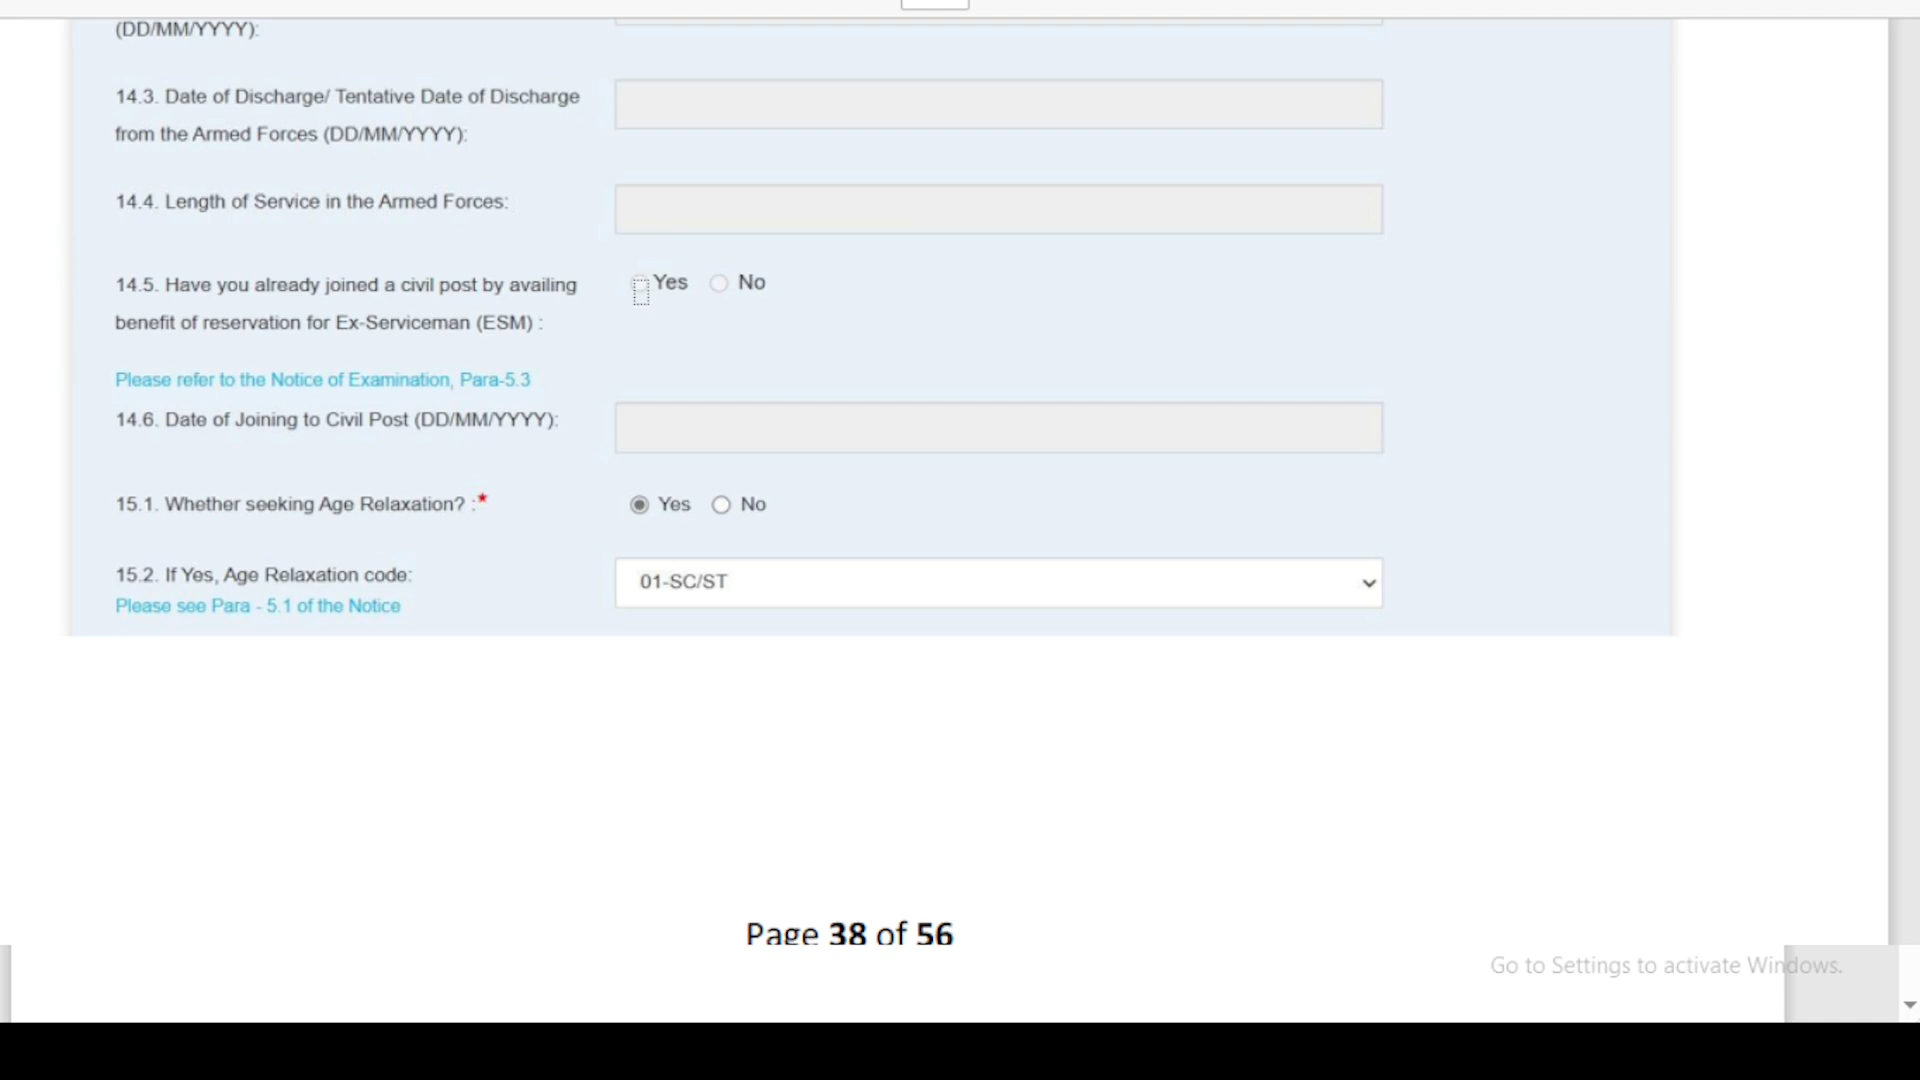 (DD/MM/YYYY):
14.3. Date of Discharge/ Tentative Date of Discharge
from the Armed Forces (DD/MM/YYYY):
14.4. Length of Service in the Armed Forces:
14.5. Have you already joined a civil post by availing
Yes No
benefit of reservation for Ex-Serviceman (ESM) :
Please refer to the Notice of Examination, Para-5.3
14.6. Date of Joining to Civil Post (DD/MM/YYYY):
15.1. Whether seeking Age Relaxation? :*
Yes No
15.2. If Yes, Age Relaxation code:
01-SC/ST
Please see Para - 5.1 of the Notice
Page 38 of 56
Go to Settings to activate Windows.